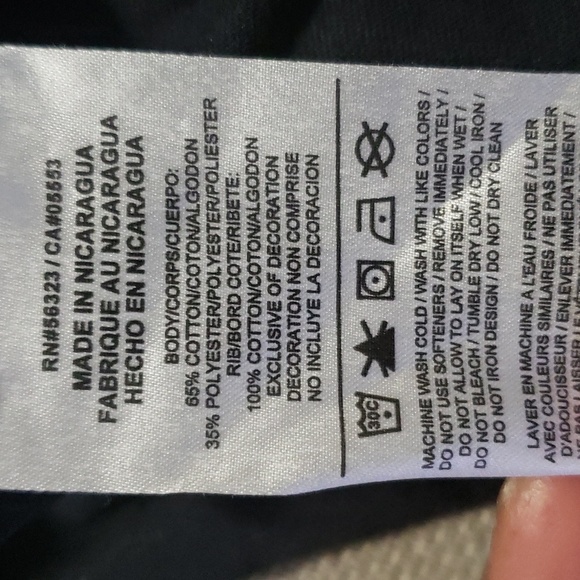 RN#56323 / CA#05553
MADE IN NICARAGUA
FABRIQUE AU NICARAGUA
HECHO EN NICARAGUA
BODY/CORPS/CUERPO:
65% COTTON/COTON/ALGODON
35% POLYESTER/POLYESTER/POLIESTER
RIB/BORD COTE/RIBETE:
100% COTTON/COTON/ALGODON
EXCLUSIVE OF DECORATION
DECORATION NON COMPRISE
NO INCLUYE LA DECORACION
30C
MACHINE WASH COLD / WASH WITH LIKE COLORS /
DO NOT USE SOFTENERS / REMOVE IMMEDIATELY /
DO NOT ALLOW TO LAY ON ITSELF WHEN WET /
DO NOT BLEACH / TUMBLE DRY LOW / COOL IRON /
DO NOT IRON DESIGN / DO NOT DRY CLEAN
LAVER EN MACHINE A L'EAU FROIDE / LAVER
AVEC COULEURS SIMILAIRES / NE PAS UTILISER
D'ADOUCISSEUR / ENLEVER IMMEDIATEMENT /